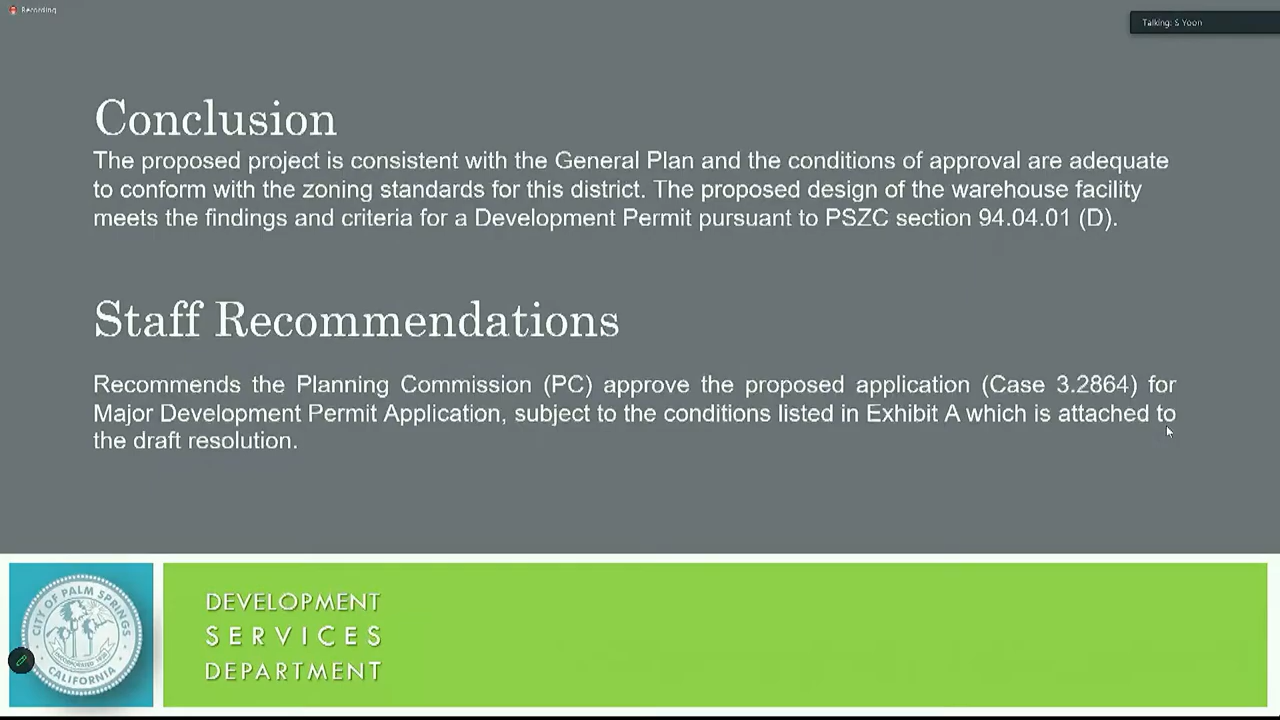 Recording
Talking: S Yoon
Conclusion
The proposed project is consistent with the General Plan and the conditions of approval are adequate
to conform with the zoning standards for this district. The proposed design of the warehouse facility
meets the findings and criteria for a Development Permit pursuant to PSZC section 94.04.01 (D).
Staff Recommendations
Recommends the Planning Commission (PC) approve the proposed application (Case 3.2864) for
Major Development Permit Application, subject to the conditions listed in Exhibit A which is attached to
the draft resolution.
CITY OF PALM SPRINGS
CALIFORNIA
DEVELOPMENT
SERVICES
DEPARTMENT